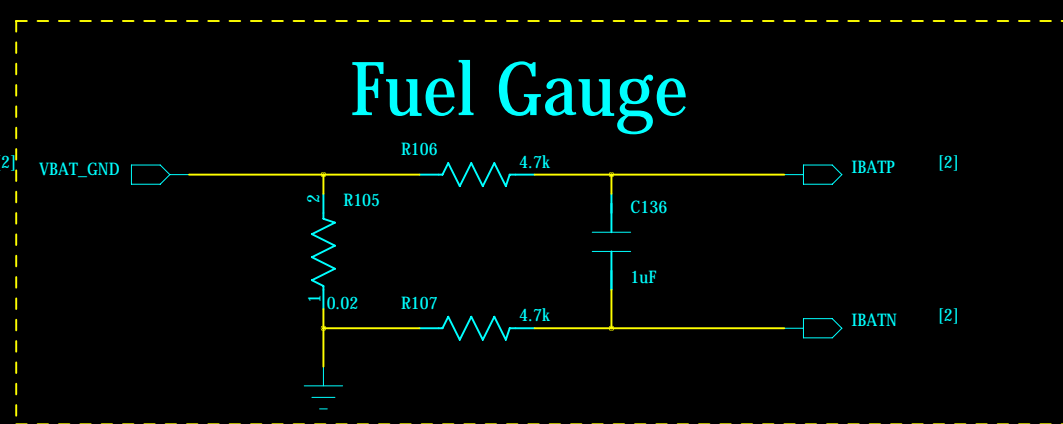 Fuel Gauge
R106 4.7k
2] VBAT_GND IBATP [2]
2 R105 C136
1uF
1 0.02 R107 4.7k
IBATN [2]